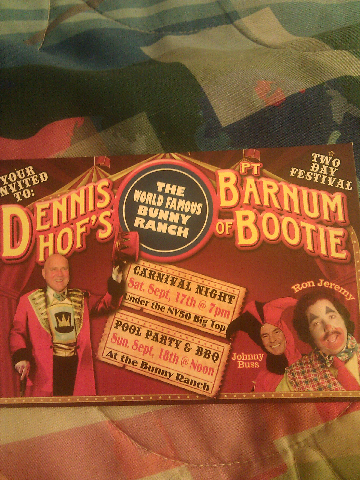 YOUR
INVITED
TO:
DENNIS
HOF'S
THE
WORLD FAMOUS
BUNNY
RANCH
PT
BARNUM
OF BOOTIE
TWO
DAY
FESTIVAL
CARNIVAL NIGHT
Sat. Sept. 17th @ 7pm
Under the NVSO Big Top
POOL PARTY & BBQ
Sun. Sept. 18th @ Noon
At the Bunny Ranch
Johnny
Buss
Ron Jeremy